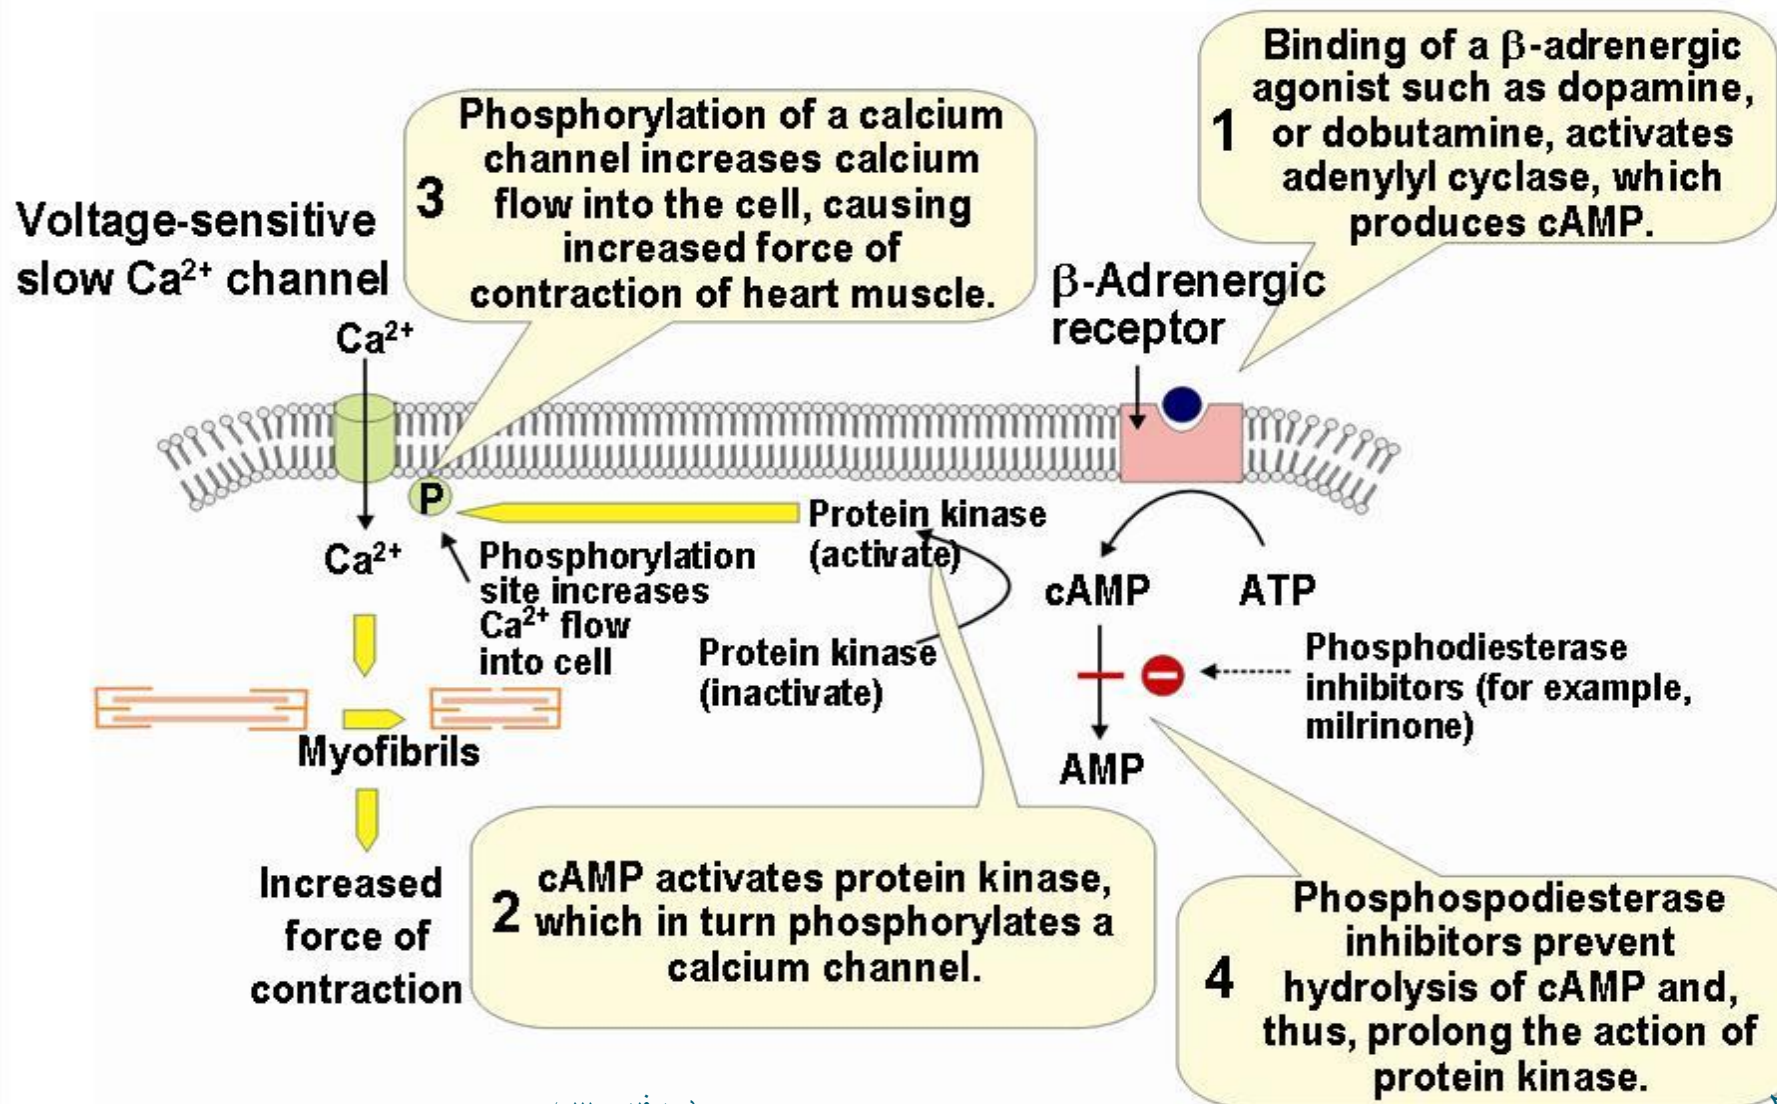 1
Binding of a β-adrenergic
agonist such as dopamine,
or dobutamine, activates
adenylyl cyclase, which
produces cAMP.
3
Phosphorylation of a calcium
channel increases calcium
flow into the cell, causing
increased force of
contraction of heart muscle.
Voltage-sensitive
slow Ca²⁺ channel
β-Adrenergic
receptor
Ca²⁺
P
Ca²⁺
Phosphorylation
site increases
Ca²⁺ flow
into cell
Protein kinase
(activate)
Protein kinase
(inactivate)
cAMP
ATP
AMP
Phosphodiesterase
inhibitors (for example,
milrinone)
Myofibrils
Increased
force of
contraction
2
cAMP activates protein kinase,
which in turn phosphorylates a
calcium channel.
4
Phosphspodiesterase
inhibitors prevent
hydrolysis of cAMP and,
thus, prolong the action of
protein kinase.